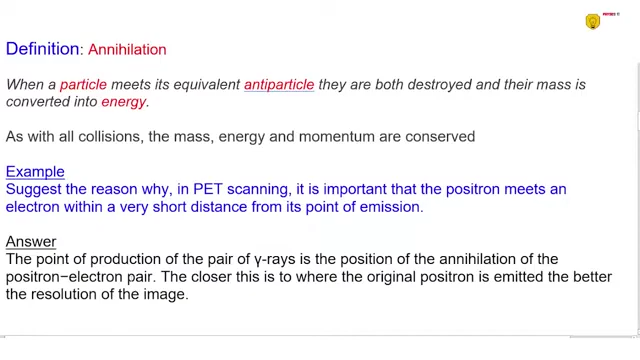 Definition: Annihilation
When a particle meets its equivalent antiparticle they are both destroyed and their mass is
converted into energy.
As with all collisions, the mass, energy and momentum are conserved
Example
Suggest the reason why, in PET scanning, it is important that the positron meets an
electron within a very short distance from its point of emission.
Answer
The point of production of the pair of γ-rays is the position of the annihilation of the
positron−electron pair. The closer this is to where the original positron is emitted the better
the resolution of the image.